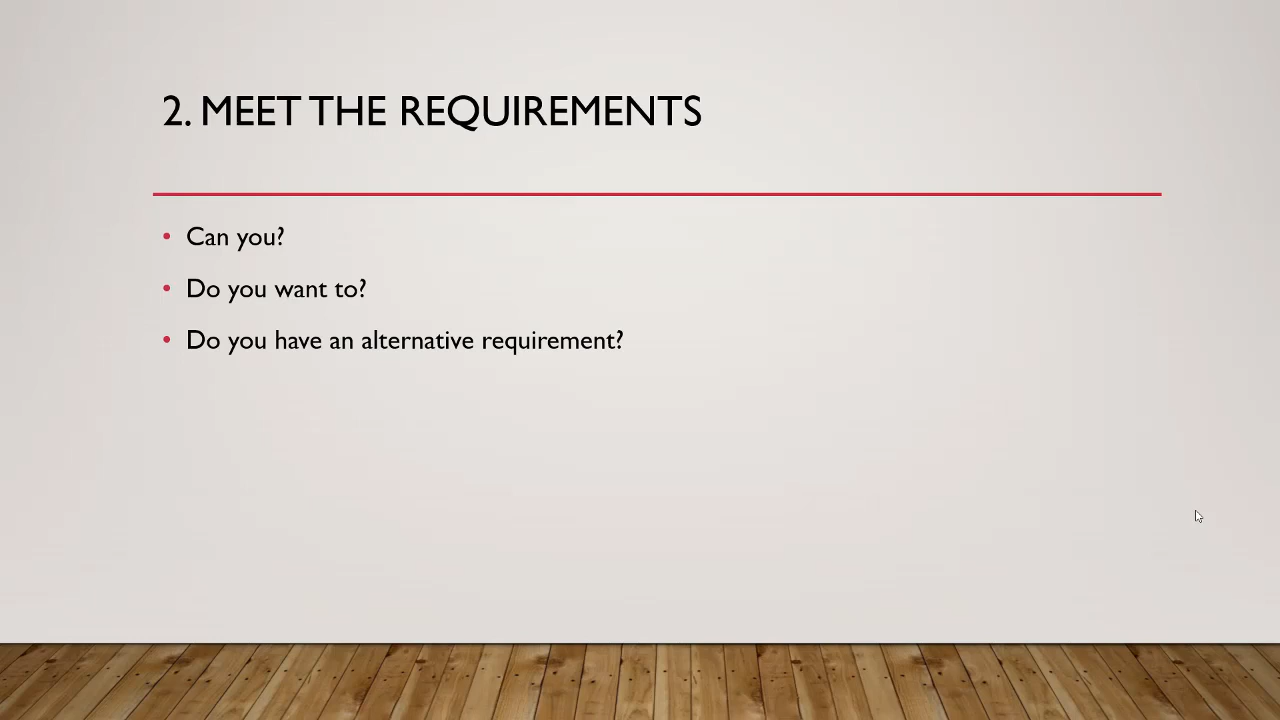 2. MEET THE REQUIREMENTS
• Can you?
• Do you want to?
• Do you have an alternative requirement?